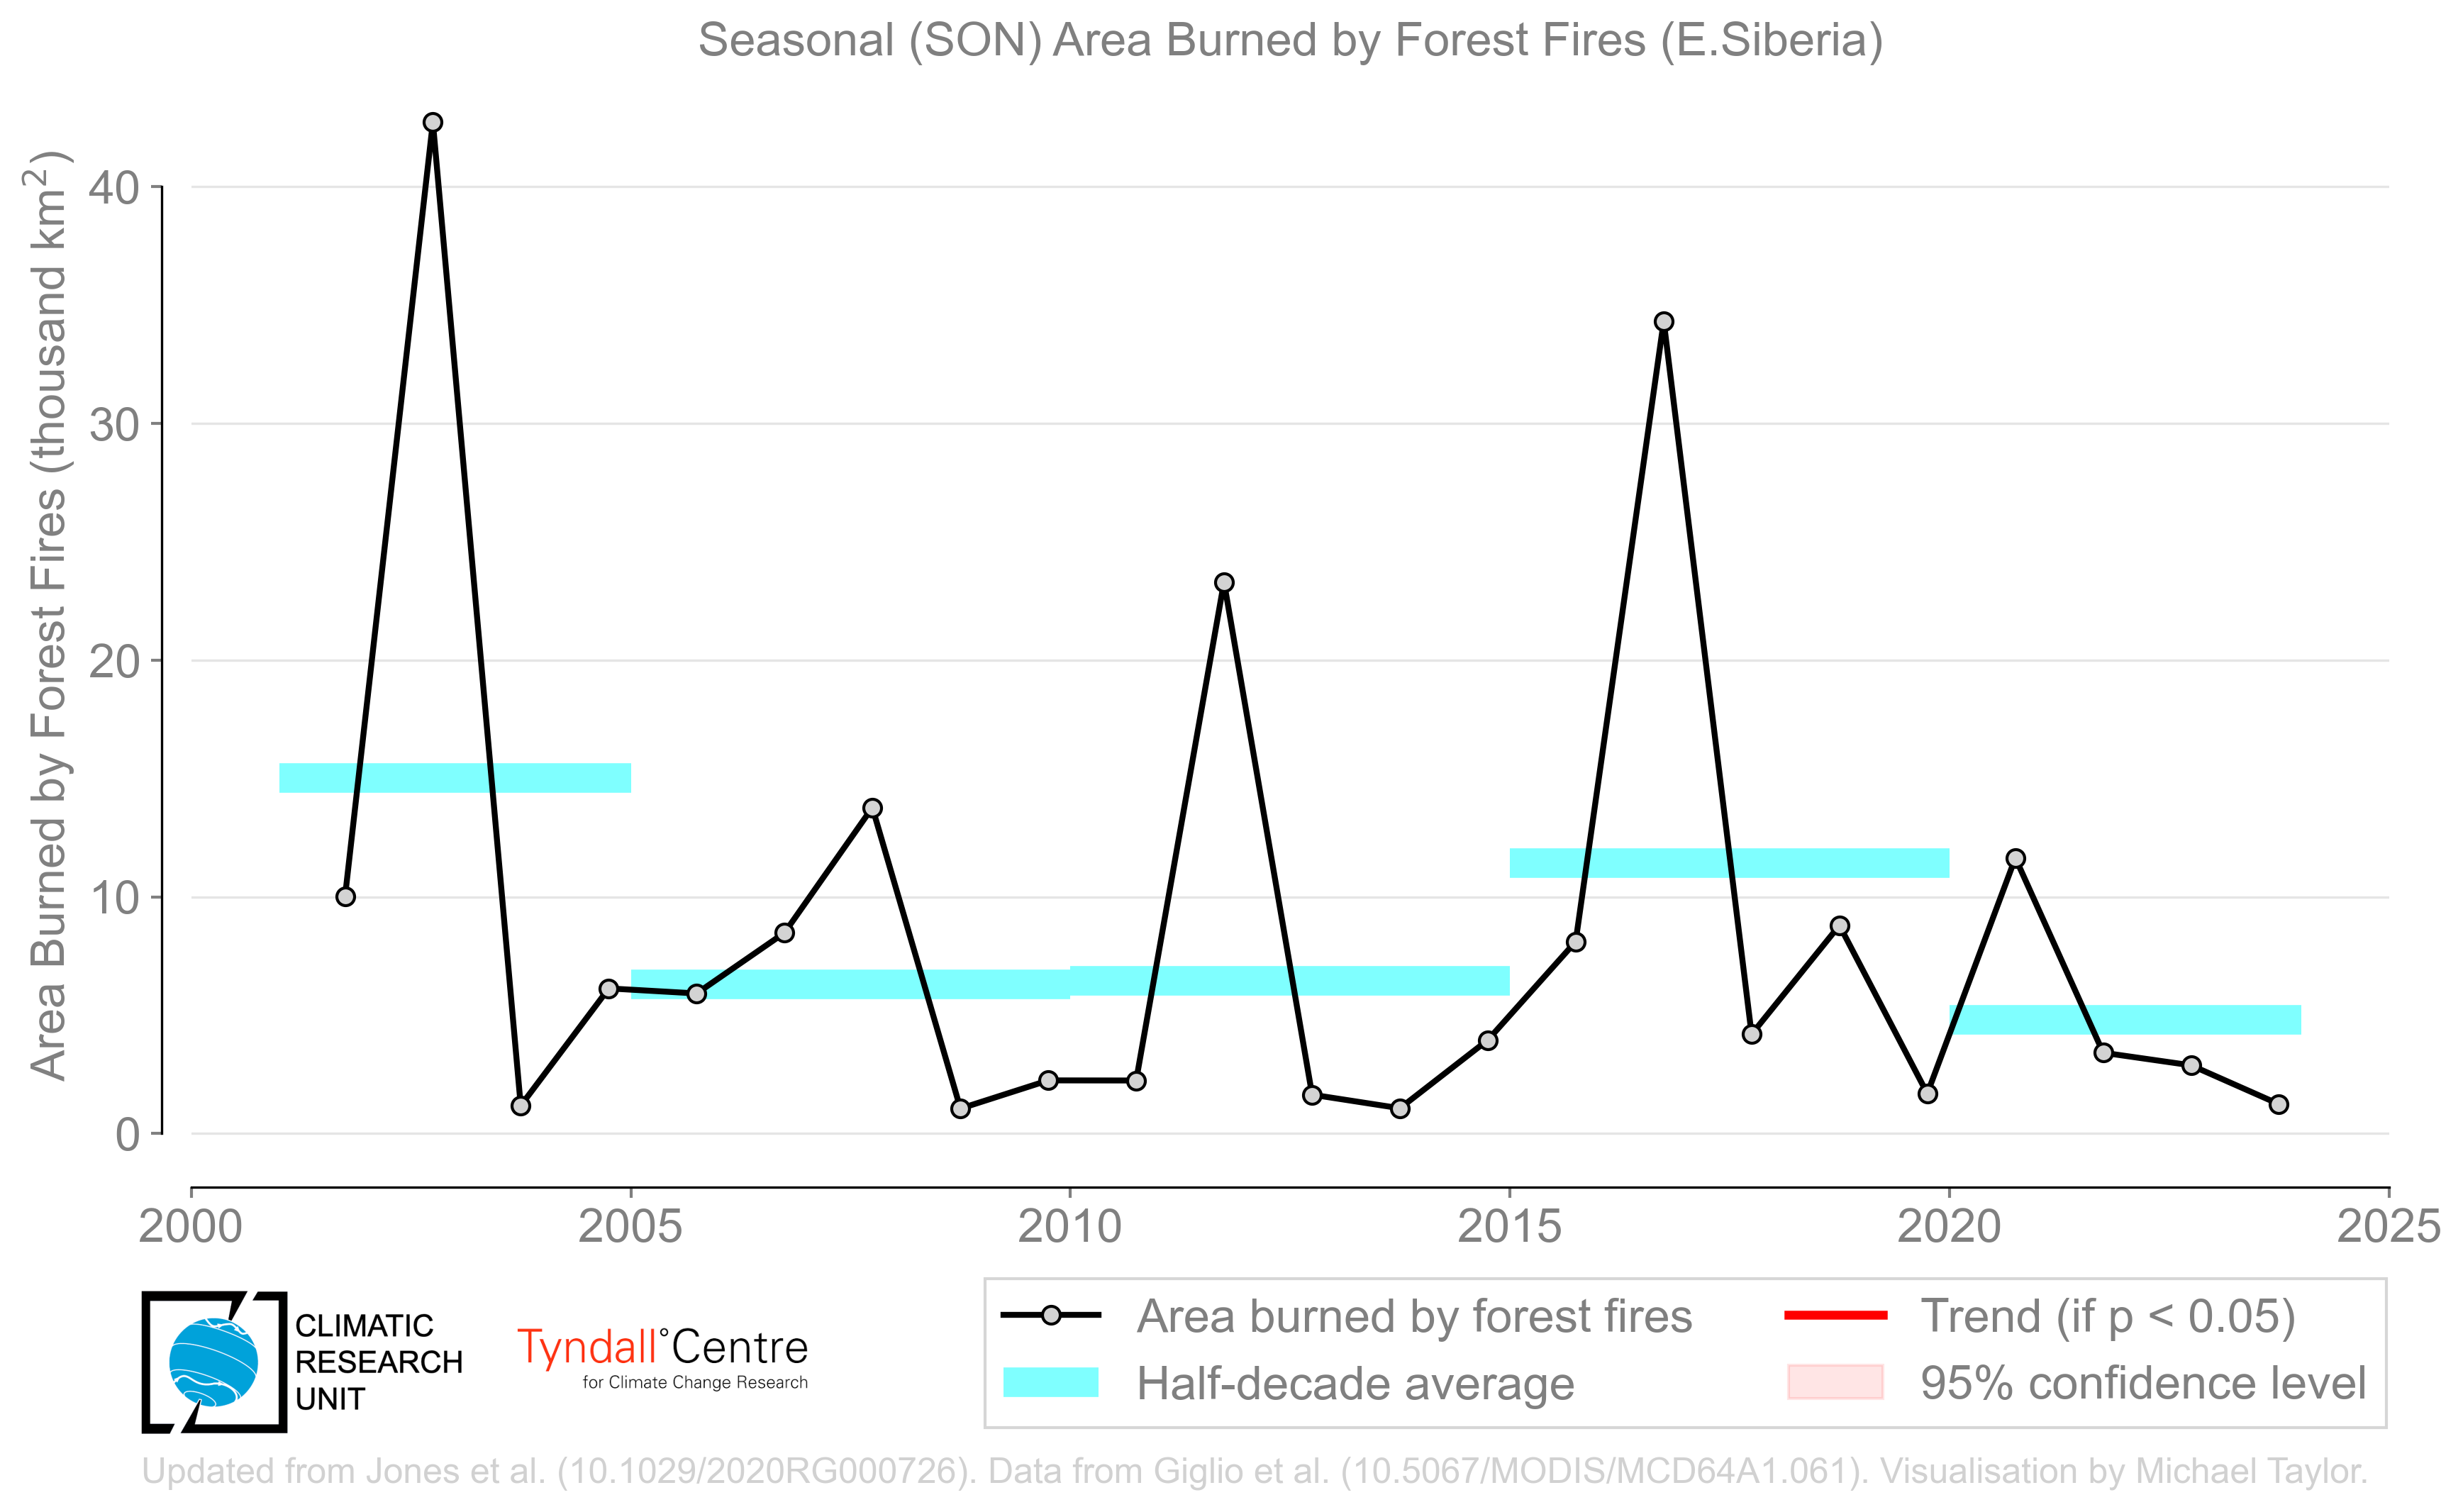 Seasonal (SON) Area Burned by Forest Fires (E.Siberia)
Area Burned by Forest Fires (thousand km²)
40
30
20
10
0
2000 2005 2010 2015 2020 2025
CLIMATIC
RESEARCH
UNIT
Tyndall°Centre
for Climate Change Research
Area burned by forest fires
Half-decade average
Trend (if p < 0.05)
95% confidence level
Updated from Jones et al. (10.1029/2020RG000726). Data from Giglio et al. (10.5067/MODIS/MCD64A1.061). Visualisation by Michael Taylor.